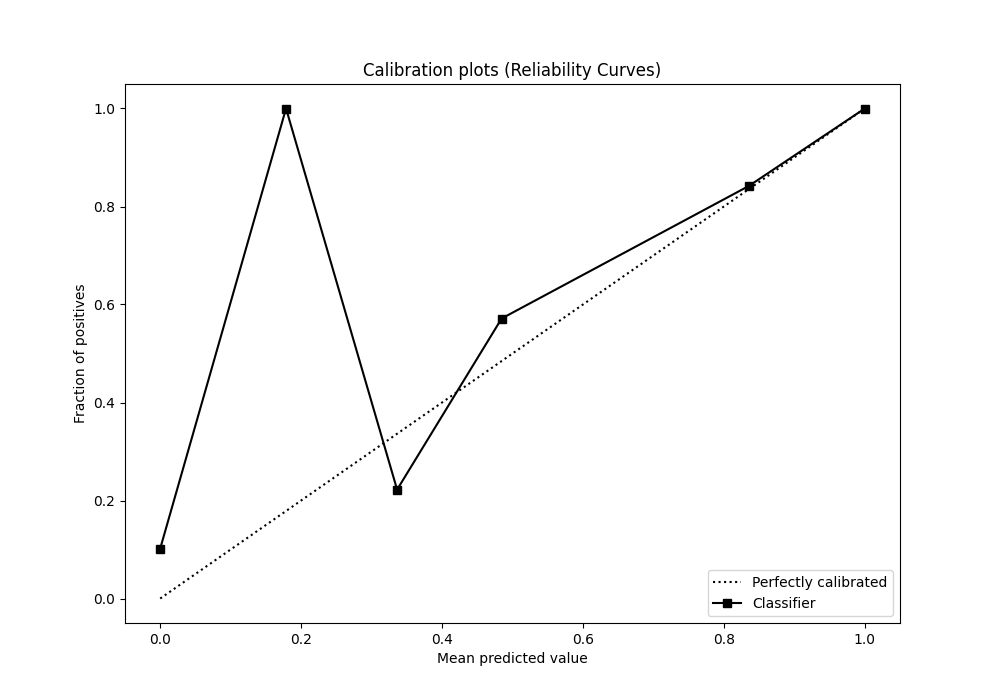 Calibration plots (Reliability Curves)
1.0
0.8
0.6
0.4
0.2
0.0
Fraction of positives
Perfectly calibrated
Classifier
0.0 0.2 0.4 0.6 0.8 1.0
Mean predicted value